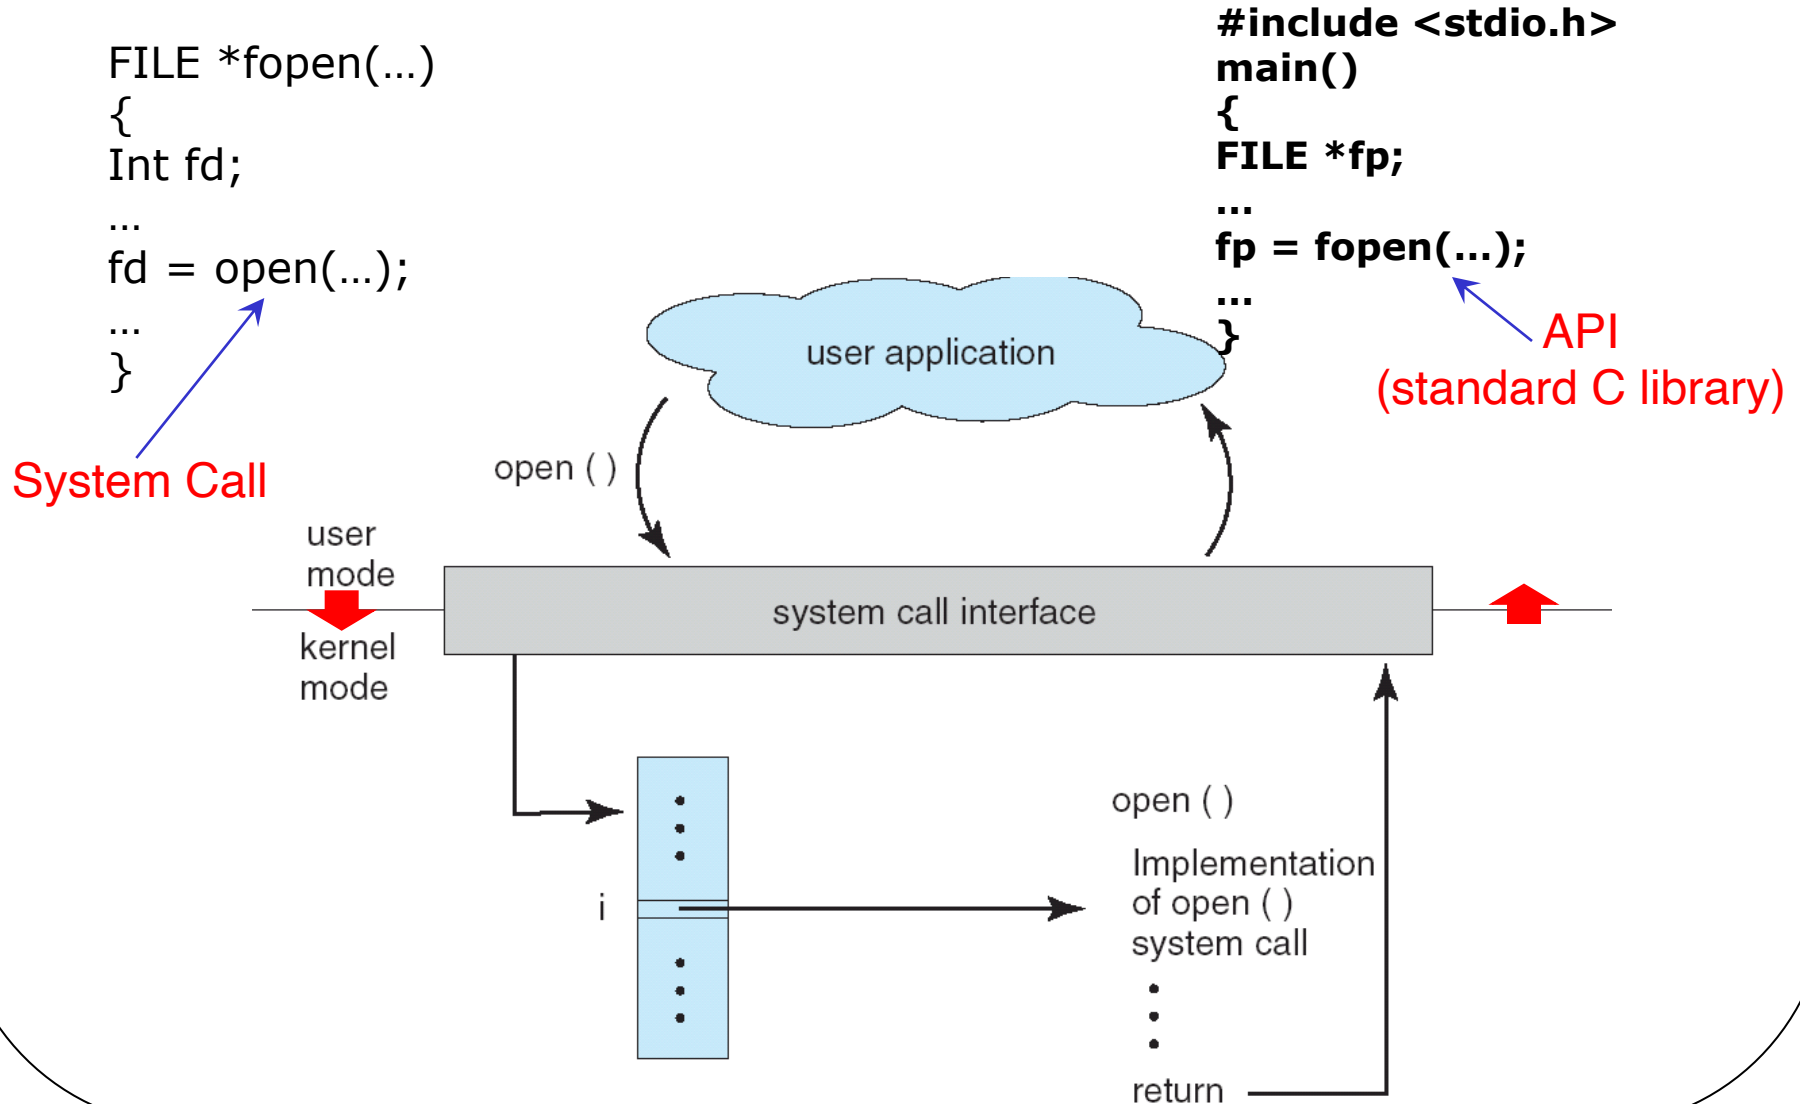 FILE *fopen(…)
{
Int fd;
…
fd = open(…);
…
}
System Call
#include <stdio.h>
main()
{
FILE *fp;
…
fp = fopen(…);
…
}
API
(standard C library)
user application
open ( )
user
mode
kernel
mode
system call interface
i
open ( )
Implementation
of open ( )
system call
return